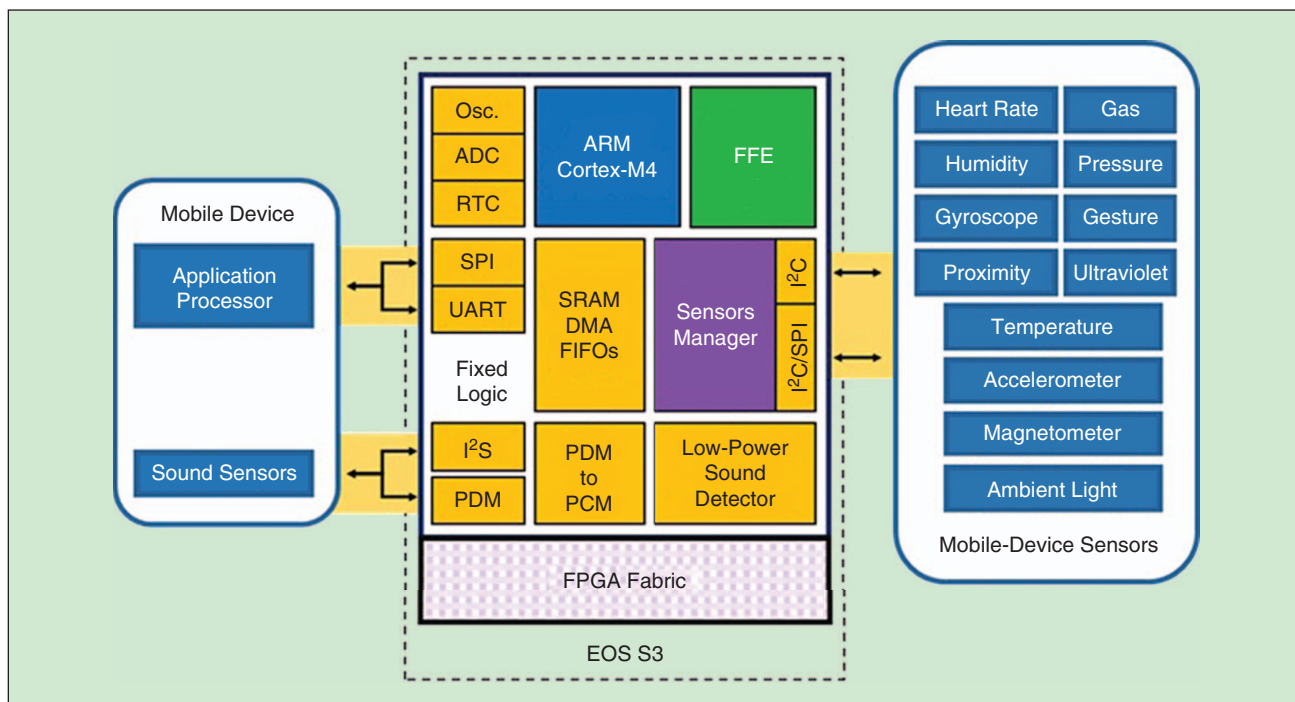 Mobile Device
Application
Processor
Sound Sensors
Osc.
ADC
RTC
ARM
Cortex-M4
FFE
SPI
UART
SRAM
DMA
FIFOs
Sensors
Manager
I²C
I²C/SPI
Fixed
Logic
I²S
PDM
PDM
to
PCM
Low-Power
Sound
Detector
FPGA Fabric
EOS S3
Heart Rate
Gas
Humidity
Pressure
Gyroscope
Gesture
Proximity
Ultraviolet
Temperature
Accelerometer
Magnetometer
Ambient Light
Mobile-Device Sensors